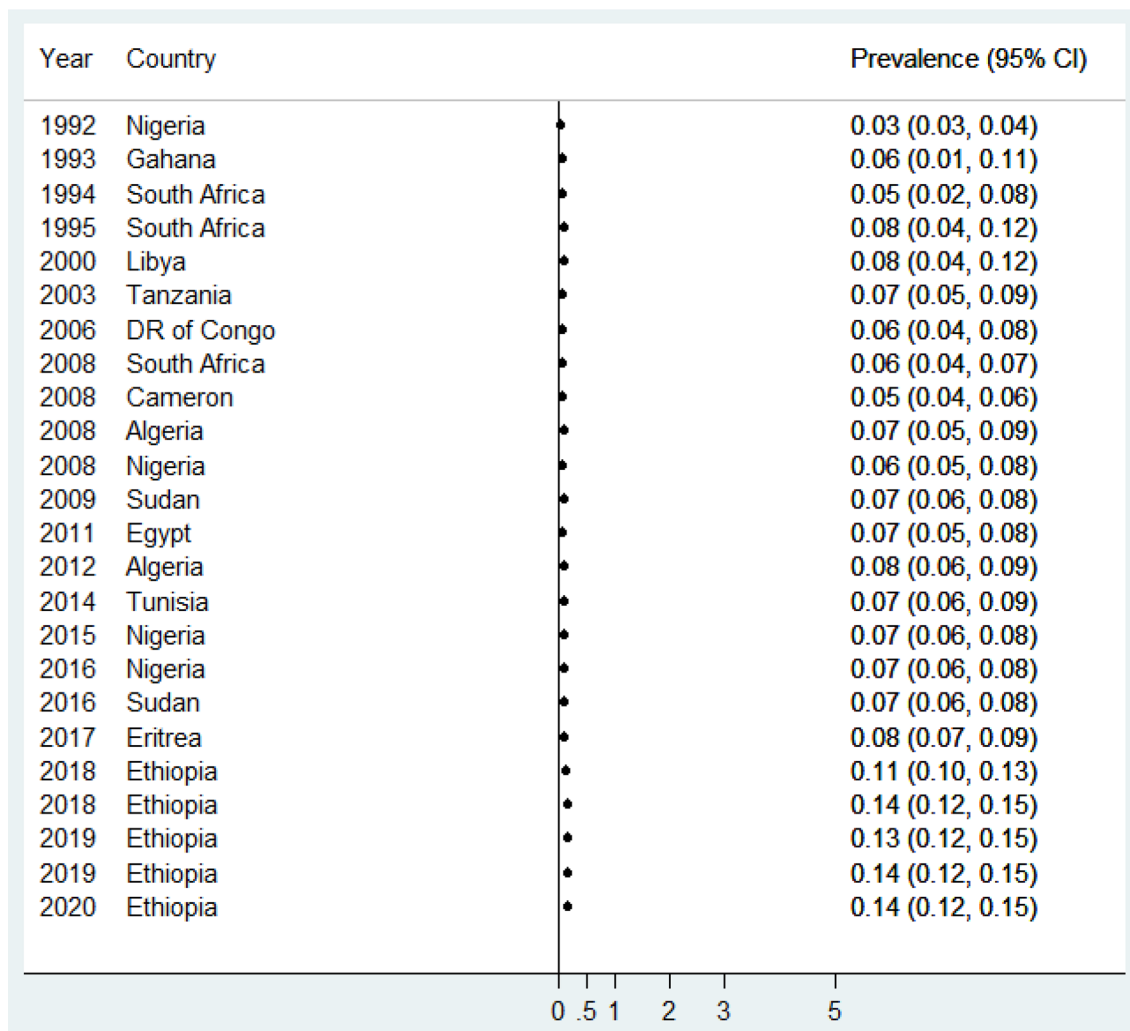 Year Country Prevalence (95% CI)
1992 Nigeria 0.03 (0.03, 0.04)
1993 Gahana 0.06 (0.01, 0.11)
1994 South Africa 0.05 (0.02, 0.08)
1995 South Africa 0.08 (0.04, 0.12)
2000 Libya 0.08 (0.04, 0.12)
2003 Tanzania 0.07 (0.05, 0.09)
2006 DR of Congo 0.06 (0.04, 0.08)
2008 South Africa 0.06 (0.04, 0.07)
2008 Cameron 0.05 (0.04, 0.06)
2008 Algeria 0.07 (0.05, 0.09)
2008 Nigeria 0.06 (0.05, 0.08)
2009 Sudan 0.07 (0.06, 0.08)
2011 Egypt 0.07 (0.05, 0.08)
2012 Algeria 0.08 (0.06, 0.09)
2014 Tunisia 0.07 (0.06, 0.09)
2015 Nigeria 0.07 (0.06, 0.08)
2016 Nigeria 0.07 (0.06, 0.08)
2016 Sudan 0.07 (0.06, 0.08)
2017 Eritrea 0.08 (0.07, 0.09)
2018 Ethiopia 0.11 (0.10, 0.13)
2018 Ethiopia 0.14 (0.12, 0.15)
2019 Ethiopia 0.13 (0.12, 0.15)
2019 Ethiopia 0.14 (0.12, 0.15)
2020 Ethiopia 0.14 (0.12, 0.15)
0 .5 1 2 3 5